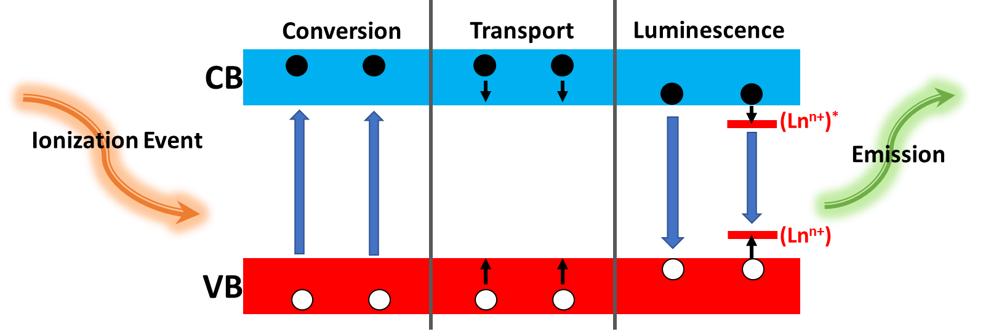 Conversion
Transport
Luminescence
CB
Ionization Event
(Lnⁿ⁺)*
Emission
(Lnⁿ⁺)
VB